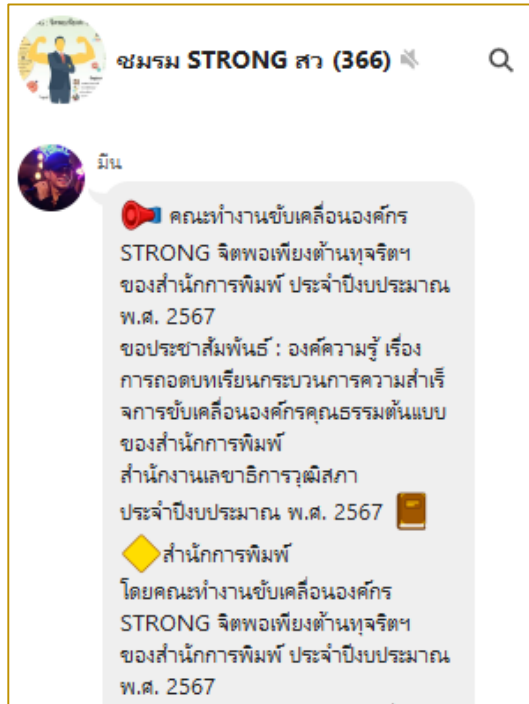 ชมรม STRONG สว (366)
มีน
คณะทำงานขับเคลื่อนองค์กร
STRONG จิตพอเพียงต้านทุจริตฯ
ของสำนักการพิมพ์ ประจำปีงบประมาณ
พ.ศ. 2567
ขอประชาสัมพันธ์ : องค์ความรู้ เรื่อง
การถอดบทเรียนกระบวนการความสำเร็
จการขับเคลื่อนองค์กรคุณธรรมต้นแบบ
ของสำนักการพิมพ์
สำนักงานเลขาธิการวุฒิสภา
ประจำปีงบประมาณ พ.ศ. 2567
สำนักการพิมพ์
โดยคณะทำงานขับเคลื่อนองค์กร
STRONG จิตพอเพียงต้านทุจริตฯ
ของสำนักการพิมพ์ ประจำปีงบประมาณ
พ.ศ. 2567